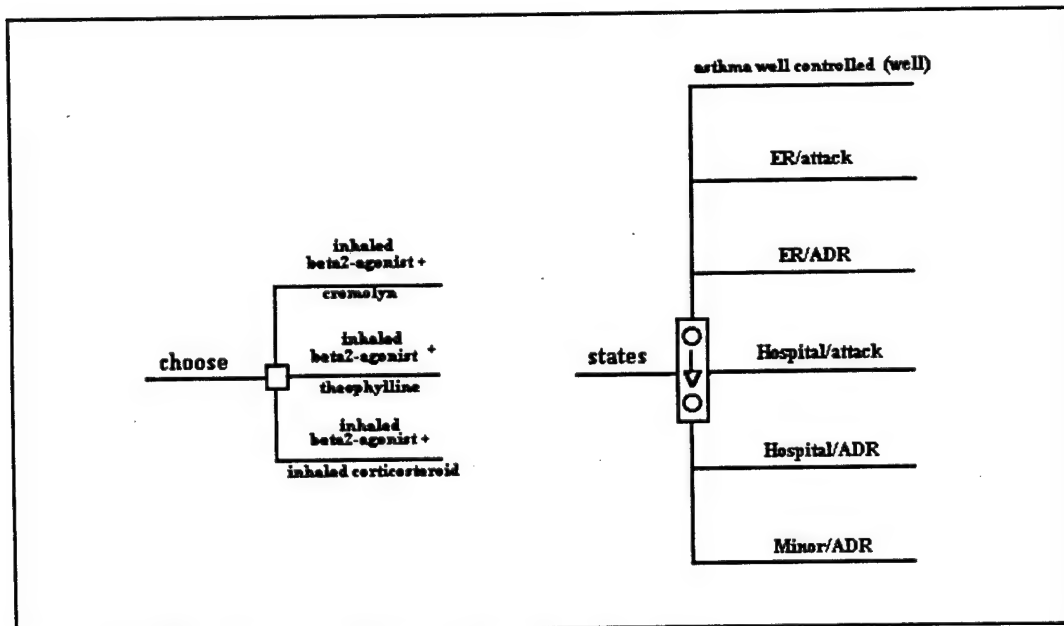 choose
inhaled
beta2-agonist +
cromolyn
inhaled
beta2-agonist +
theophylline
inhaled
beta2-agonist +
inhaled corticosteroid
states
asthma well controlled (well)
ER/attack
ER/ADR
Hospital/attack
Hospital/ADR
Minor/ADR